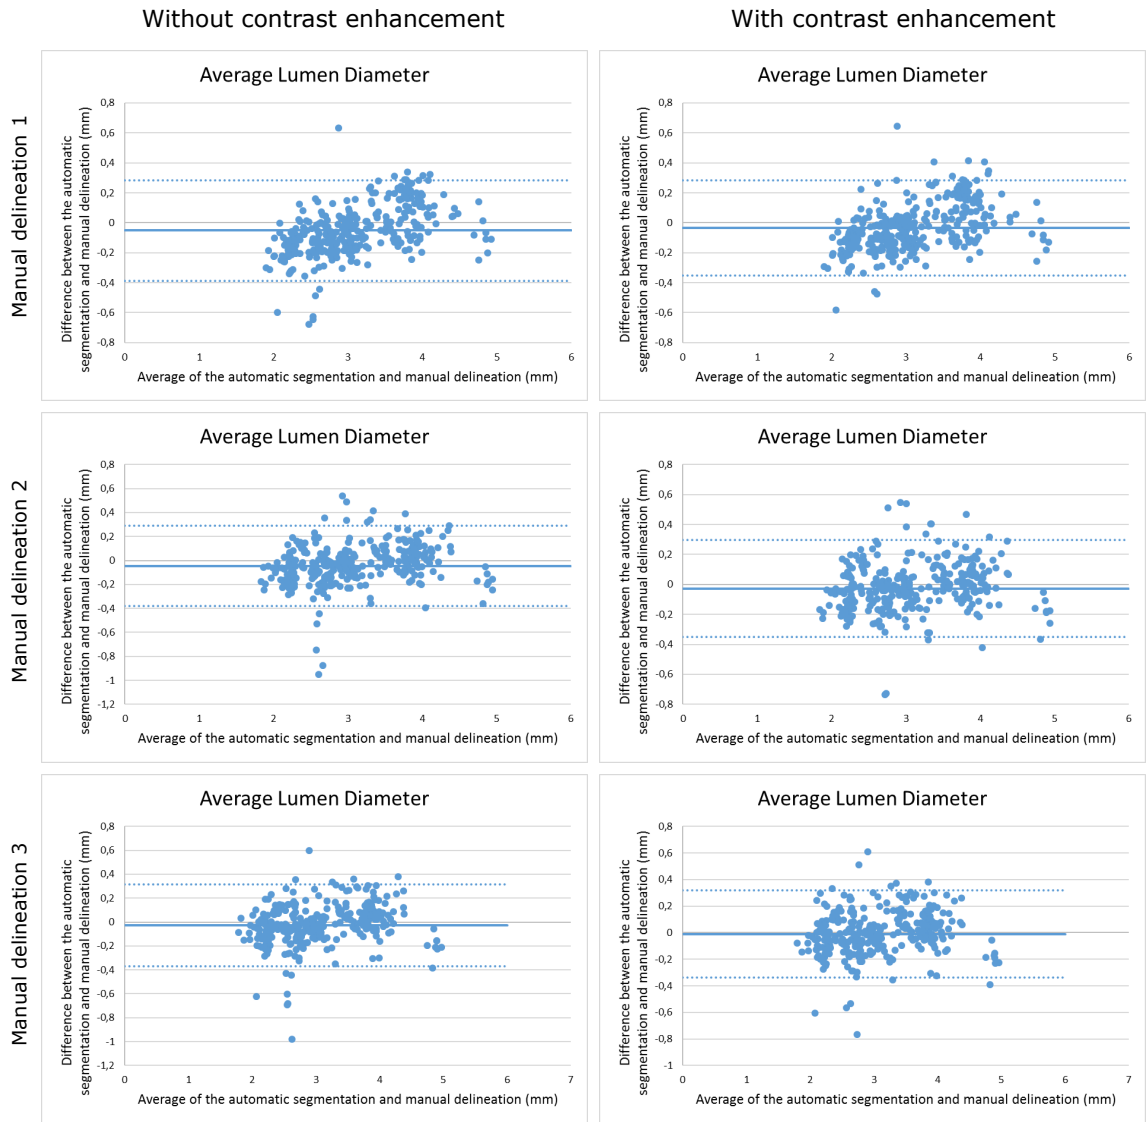 Without contrast enhancement
With contrast enhancement
Manual delineation 1
Average Lumen Diameter
Difference between the automatic
segmentation and manual delineation (mm)
0,8
0,6
0,4
0,2
0
-0,2
-0,4
-0,6
-0,8
0 1 2 3 4 5 6
Average of the automatic segmentation and manual delineation (mm)
Average Lumen Diameter
Difference between the automatic
segmentation and manual delineation (mm)
0,8
0,6
0,4
0,2
0
-0,2
-0,4
-0,6
-0,8
0 1 2 3 4 5 6
Average of the automatic segmentation and manual delineation (mm)
Manual delineation 2
Average Lumen Diameter
Difference between the automatic
segmentation and manual delineation (mm)
0,8
0,6
0,4
0,2
0
-0,2
-0,4
-0,6
-0,8
-1
-1,2
0 1 2 3 4 5 6
Average of the automatic segmentation and manual delineation (mm)
Average Lumen Diameter
Difference between the automatic
segmentation and manual delineation (mm)
0,8
0,6
0,4
0,2
0
-0,2
-0,4
-0,6
-0,8
0 1 2 3 4 5 6
Average of the automatic segmentation and manual delineation (mm)
Manual delineation 3
Average Lumen Diameter
Difference between the automatic
segmentation and manual delineation (mm)
0,8
0,6
0,4
0,2
0
-0,2
-0,4
-0,6
-0,8
-1
-1,2
0 1 2 3 4 5 6 7
Average of the automatic segmentation and manual delineation (mm)
Average Lumen Diameter
Difference between the automatic
segmentation and manual delineation (mm)
0,8
0,6
0,4
0,2
0
-0,2
-0,4
-0,6
-0,8
-1
0 1 2 3 4 5 6 7
Average of the automatic segmentation and manual delineation (mm)